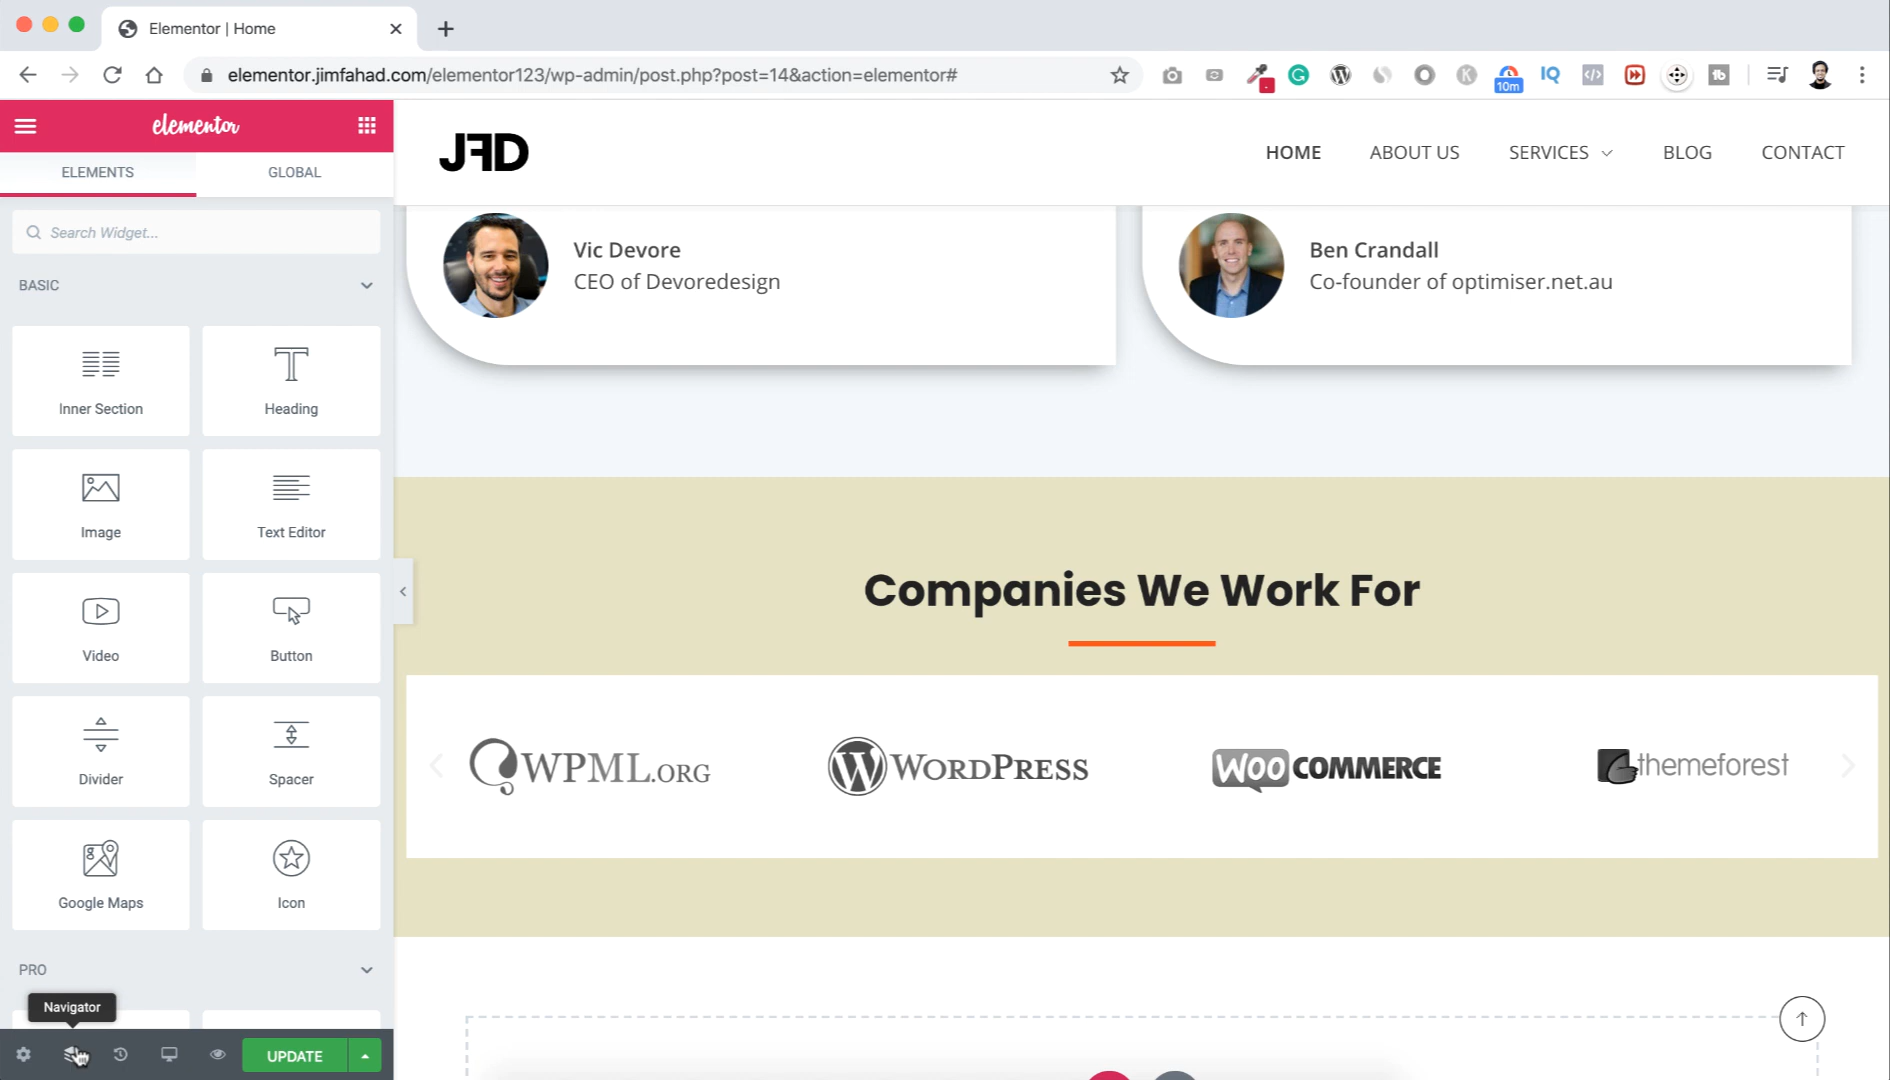 Elementor | Home
elementor.jimfahad.com/elementor123/wp-admin/post.php?post=14&action=elementor#
10m
IQ
tb
elementor
ELEMENTS
GLOBAL
Search Widget...
BASIC
Inner Section
Heading
Image
Text Editor
Video
Button
Divider
Spacer
Google Maps
Icon
PRO
Navigator
UPDATE
JFD
HOME
ABOUT US
SERVICES
BLOG
CONTACT
Vic Devore
CEO of Devoredesign
Ben Crandall
Co-founder of optimiser.net.au
Companies We Work For
WPML.ORG
WORDPRESS
WOO COMMERCE
themeforest